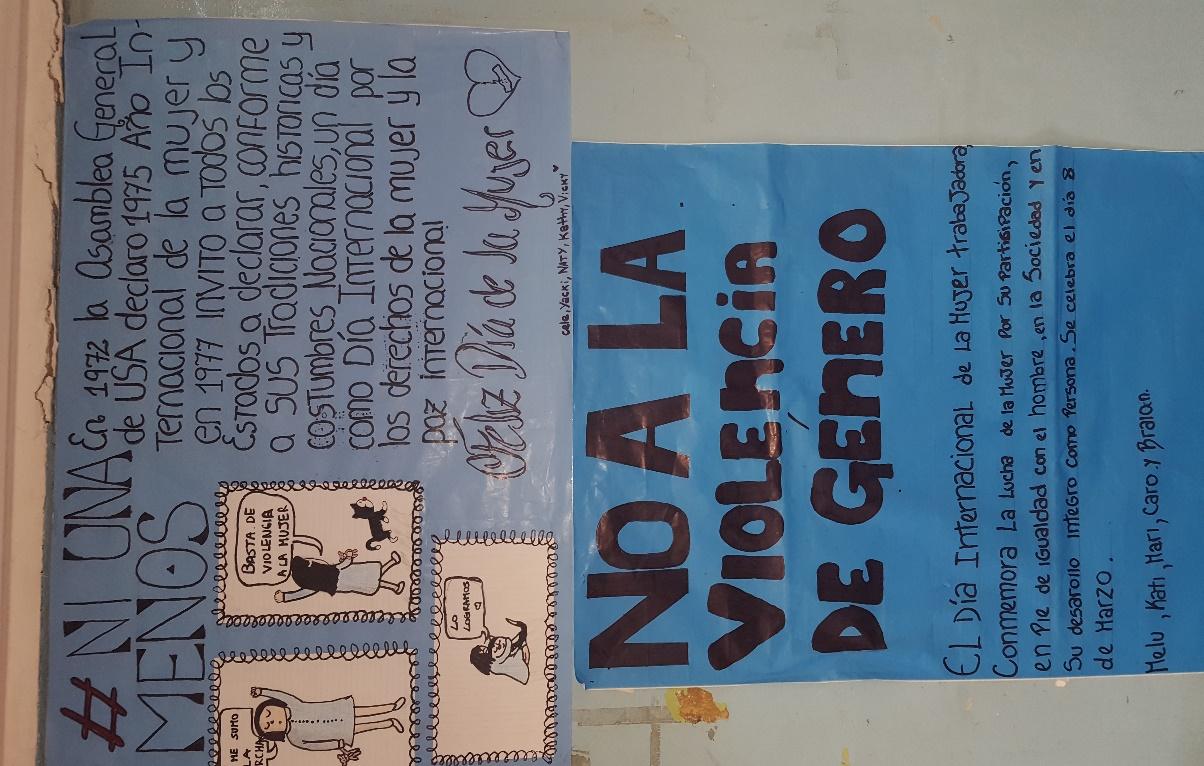 # NI UNA
MENOS
En 1972 la Asamblea General
de USA declaro 1975 Año In-
Ternacional de la mujer y
en 1977 INVITO a Todos los
Estados a declarar, conforme
a sus Tradiciones historicas y
costumbres Nacionales, un día
como Día Internacional por
los derechos de la mujer y la
paz internacional
Feliz Día de la Mujer
cele, Yacki, NATY, Kathy, Vicky
BASTA DE
VIOLENCIA
A LA MUJER
ME SUMO
LA
LO
LOGRAMOS
NO A LA
VIOLENCIA
DE GÉNERO
EL Día Internacional de La Mujer trabaJadora,
Conmemora La Lucha de la Mujer Por Su Partisipación,
en Pie de igualdad con el hombre, en la Sociedad Y en
Su desarollo integro Como Persona. Se celebra el día 8
de Marzo.
Melu, Kath, Mari, Caro y Braian.